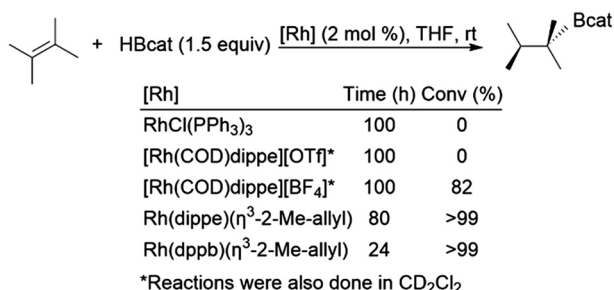 + HBcat (1.5 equiv) [Rh] (2 mol %), THF, rt Bcat
[Rh] Time (h) Conv (%)
RhCl(PPh₃)₃ 100 0
[Rh(COD)dippe][OTf]* 100 0
[Rh(COD)dippe][BF₄]* 100 82
Rh(dippe)(η³-2-Me-allyl) 80 >99
Rh(dppb)(η³-2-Me-allyl) 24 >99
*Reactions were also done in CD₂Cl₂